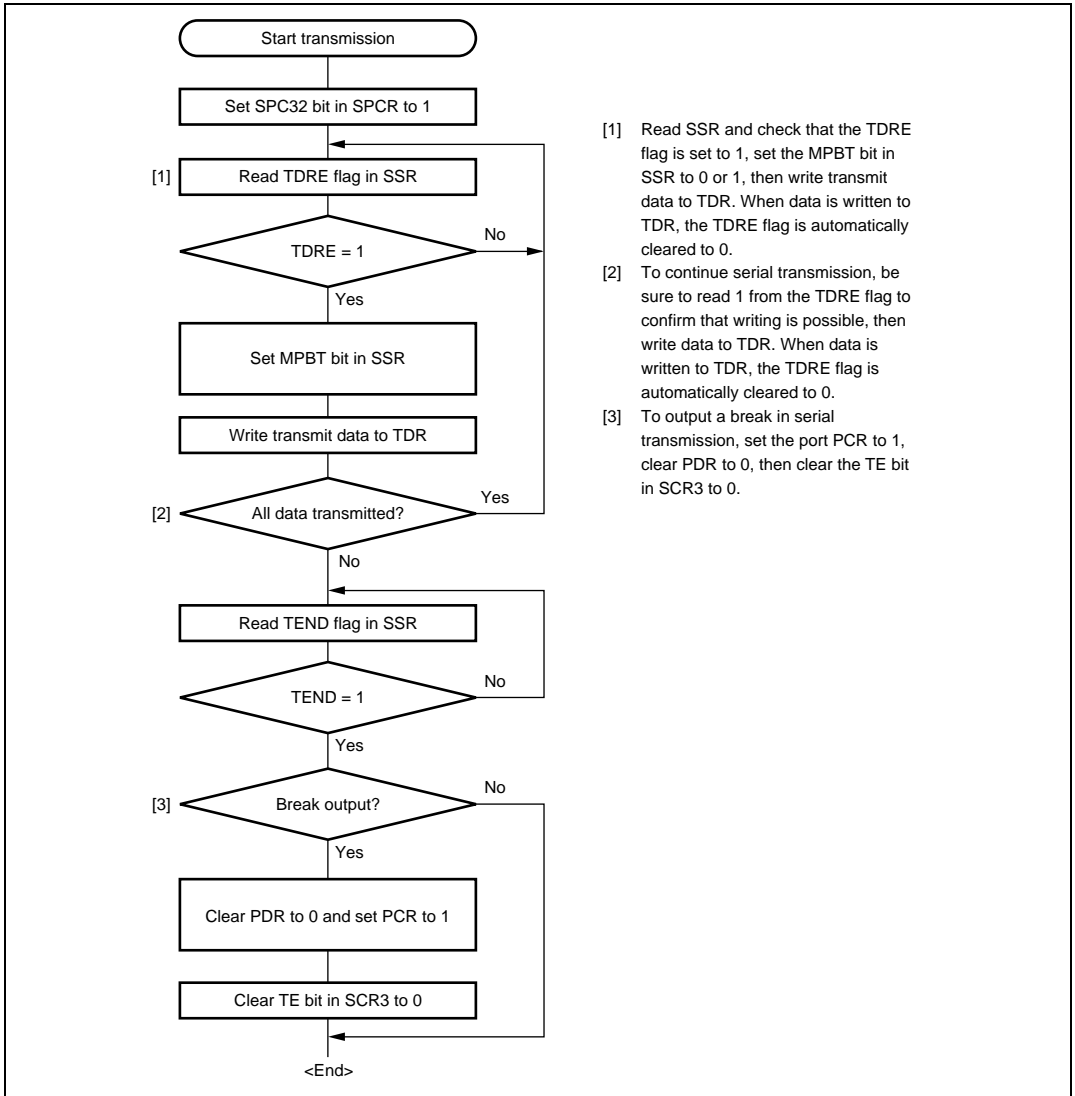 Start transmission
Set SPC32 bit in SPCR to 1
[1]
Read TDRE flag in SSR
TDRE = 1
No
Yes
Set MPBT bit in SSR
Write transmit data to TDR
[2]
All data transmitted?
Yes
No
Read TEND flag in SSR
TEND = 1
No
Yes
[3]
Break output?
No
Yes
Clear PDR to 0 and set PCR to 1
Clear TE bit in SCR3 to 0
<End>
[1] Read SSR and check that the TDRE
flag is set to 1, set the MPBT bit in
SSR to 0 or 1, then write transmit
data to TDR. When data is written to
TDR, the TDRE flag is automatically
cleared to 0.
[2] To continue serial transmission, be
sure to read 1 from the TDRE flag to
confirm that writing is possible, then
write data to TDR. When data is
written to TDR, the TDRE flag is
automatically cleared to 0.
[3] To output a break in serial
transmission, set the port PCR to 1,
clear PDR to 0, then clear the TE bit
in SCR3 to 0.